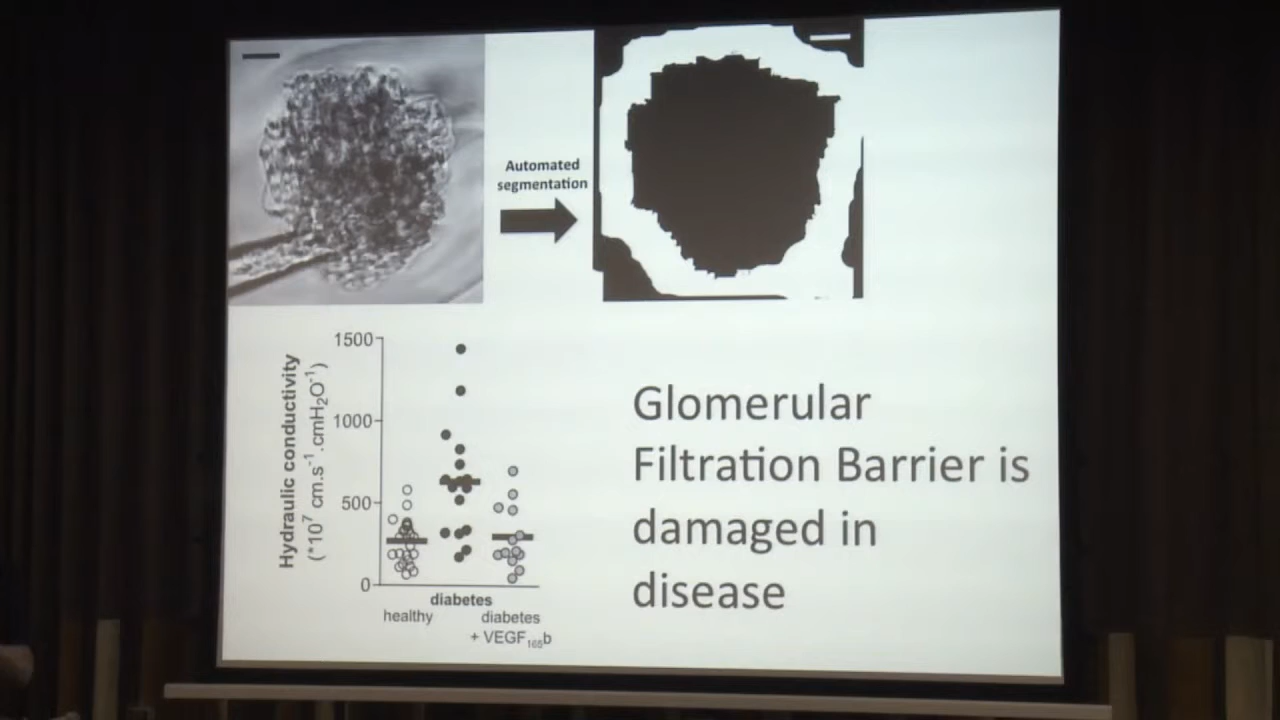 Automated
segmentation
Hydraulic conductivity
(*10⁷ cm.s⁻¹.cmH₂O⁻¹)
1500
1000
500
0
diabetes
healthy
diabetes
+ VEGF₁₆₅b
Glomerular
Filtration Barrier is
damaged in
disease